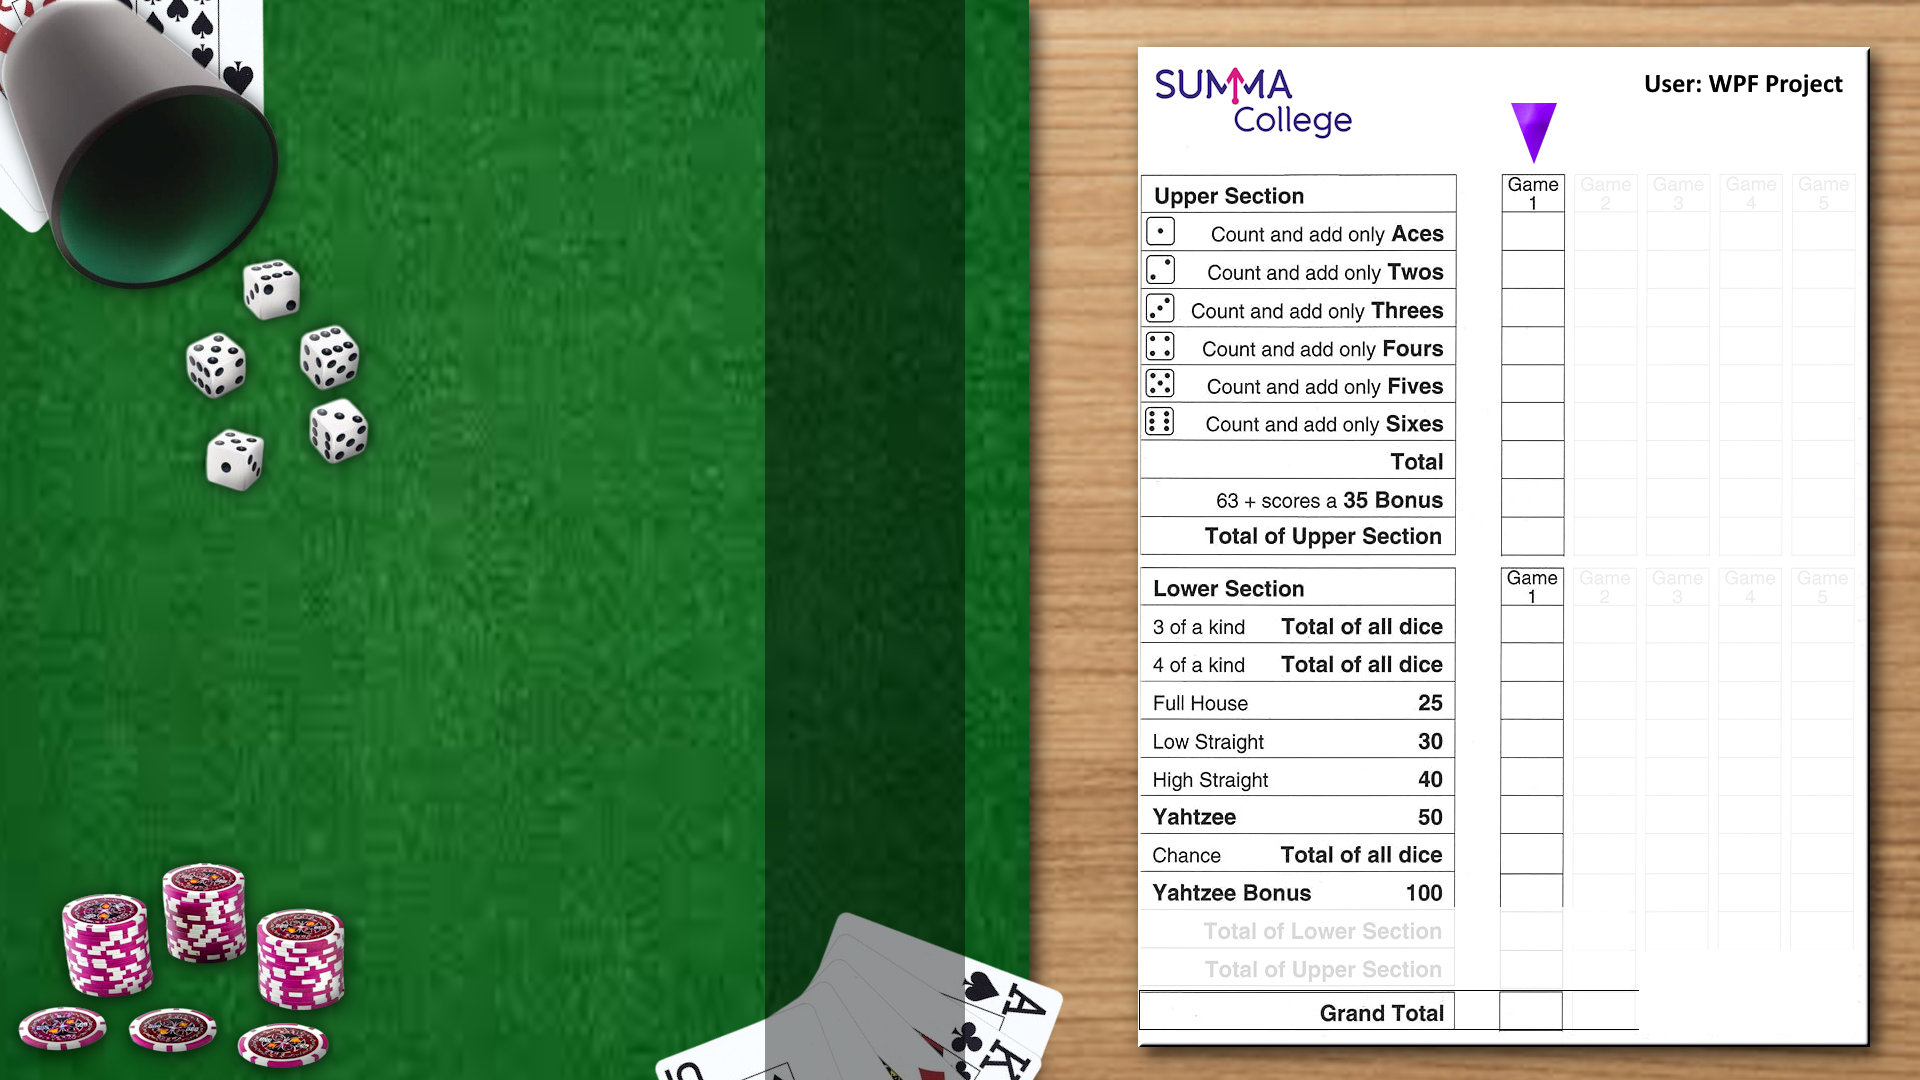 SUMMA
College
User: WPF Project
Upper Section
Game 1
Game 2
Game 3
Game 4
Game 5
Count and add only Aces
Count and add only Twos
Count and add only Threes
Count and add only Fours
Count and add only Fives
Count and add only Sixes
Total
63 + scores a 35 Bonus
Total of Upper Section
Lower Section
Game 1
Game 2
Game 3
Game 4
Game 5
3 of a kind Total of all dice
4 of a kind Total of all dice
Full House 25
Low Straight 30
High Straight 40
Yahtzee 50
Chance Total of all dice
Yahtzee Bonus 100
Total of Lower Section
Total of Upper Section
Grand Total
A
K